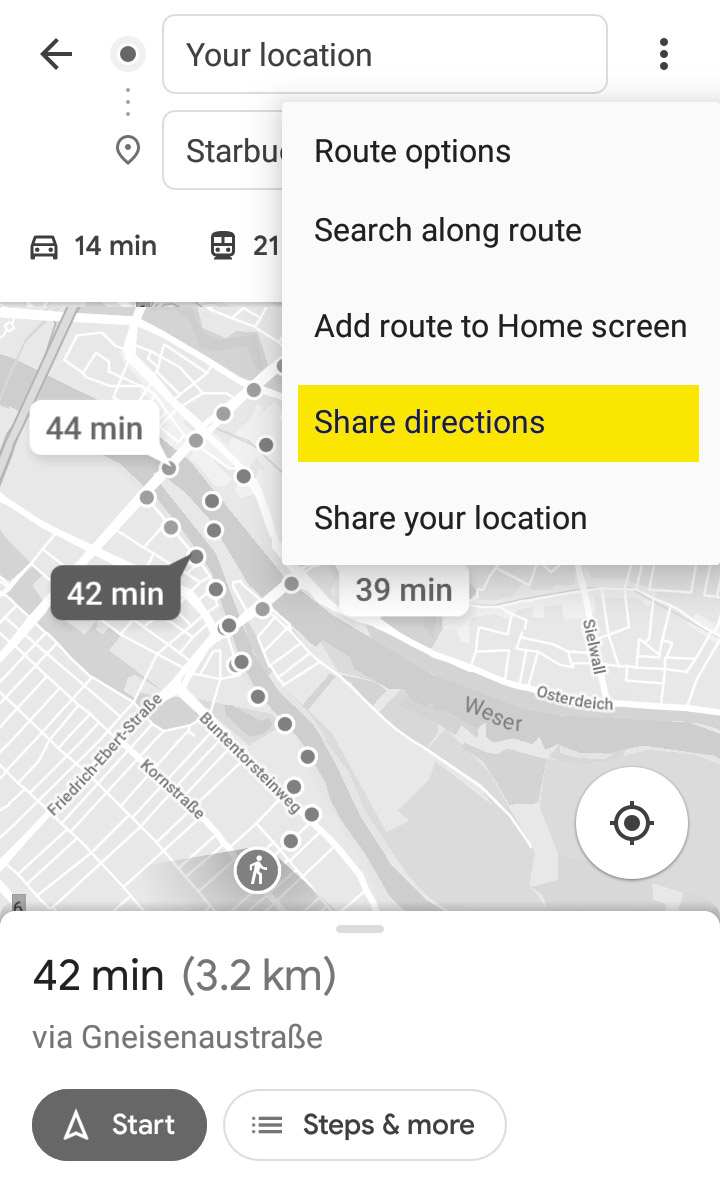 Your location
Starbu
Route options
Search along route
Add route to Home screen
Share directions
Share your location
14 min
21
44 min
42 min
39 min
Sielwall
Osterdeich
Weser
Friedrich-Ebert-Straße
Buntentorsteinweg
Kornstraße
6
42 min (3.2 km)
via Gneisenaustraße
Start
Steps & more